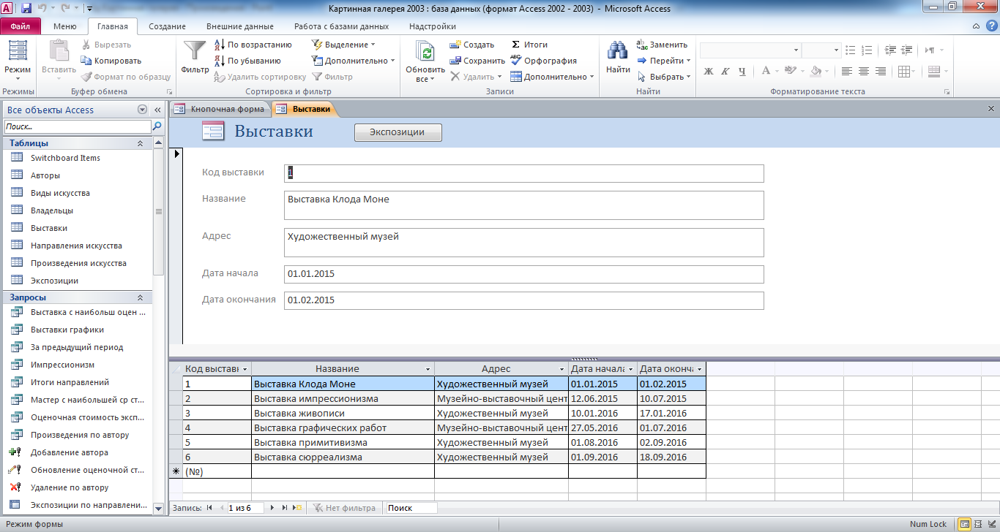 Картинная галерея 2003 : база данных (формат Access 2002 - 2003) - Microsoft Access
Файл Меню Главная Создание Внешние данные Работа с базами данных Надстройки
Режим
Режимы
Вставить
Вырезать
Копировать
Формат по образцу
Буфер обмена
Фильтр
По возрастанию
По убыванию
Удалить сортировку
Выделение
Дополнительно
Фильтр
Сортировка и фильтр
Обновить
все
Создать
Сохранить
Удалить
Итоги
Орфография
Дополнительно
Записи
Найти
Заменить
Перейти
Выбрать
Найти
Ж К Ч
Форматирование текста
Все объекты Access
Поиск...
Таблицы
Switchboard Items
Авторы
Виды искусства
Владельцы
Выставки
Направления искусства
Произведения искусства
Экспозиции
Запросы
Выставка с наибольш оцен ...
Выставки графики
За предыдущий период
Импрессионизм
Итоги направлений
Мастер с наибольшей ср ст...
Оценочная стоимость эксп...
Произведения по автору
Добавление автора
Обновление оценочной ст...
Удаление по автору
Экспозиции по направлени...
Кнопочная форма Выставки
Выставки Экспозиции
Код выставки 1
Название Выставка Клода Моне
Адрес Художественный музей
Дата начала 01.01.2015
Дата окончания 01.02.2015
Код выставк Название Адрес Дата начала Дата оконча
1 Выставка Клода Моне Художественный музей 01.01.2015 01.02.2015
2 Выставка импрессионизма Музейно-выставочный цент 12.06.2015 10.07.2015
3 Выставка живописи Художественный музей 10.01.2016 17.01.2016
4 Выставка графических работ Музейно-выставочный цент 27.05.2016 01.07.2016
5 Выставка примитивизма Художественный музей 01.08.2016 02.09.2016
6 Выставка сюрреализма Художественный музей 01.09.2016 18.09.2016
(№)
Запись: 1 из 6 Нет фильтра Поиск
Режим формы Num Lock